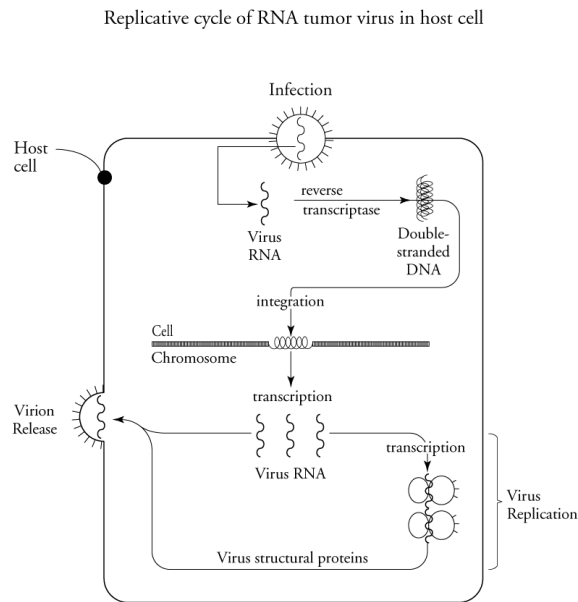 Replicative cycle of RNA tumor virus in host cell
Infection
Host
cell
reverse
transcriptase
Virus
RNA
Double-
stranded
DNA
integration
Cell
Chromosome
transcription
Virion
Release
Virus RNA
transcription
Virus
Replication
Virus structural proteins